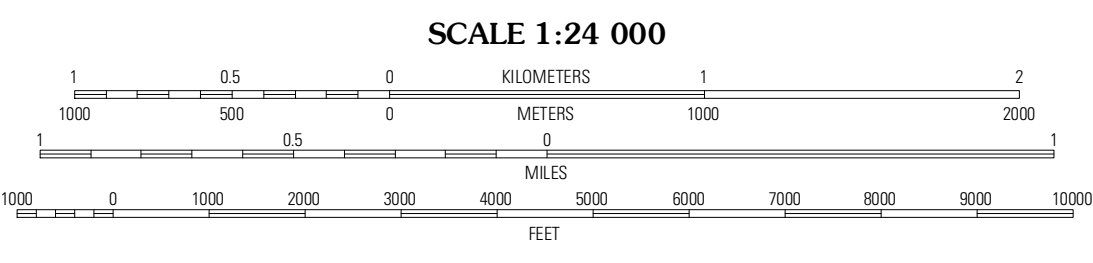 SCALE 1:24 000
1 0.5 0 KILOMETERS 1 2
1000 500 0 METERS 1000 2000
1 0.5 0 1
MILES
1000 0 1000 2000 3000 4000 5000 6000 7000 8000 9000 10000
FEET